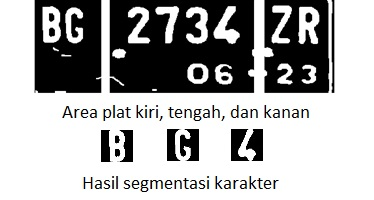 BG 2734 ZR
06 23
Area plat kiri, tengah, dan kanan
B G 4
Hasil segmentasi karakter